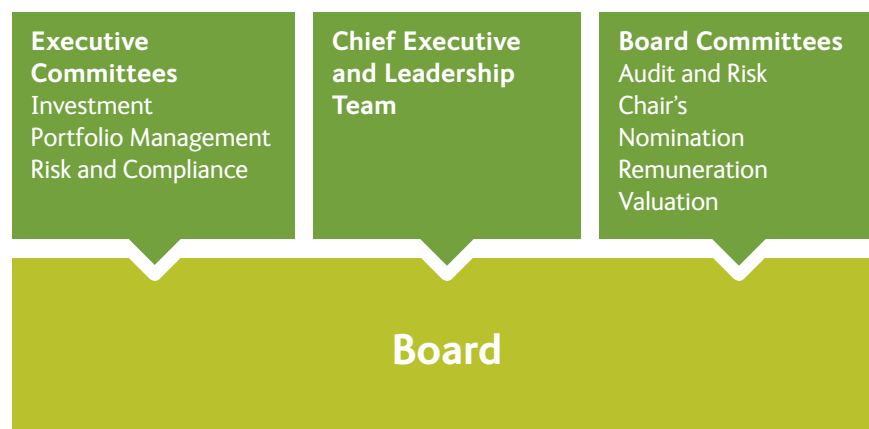 Executive
Committees
Investment
Portfolio Management
Risk and Compliance
Chief Executive
and Leadership
Team
Board Committees
Audit and Risk
Chair's
Nomination
Remuneration
Valuation
Board